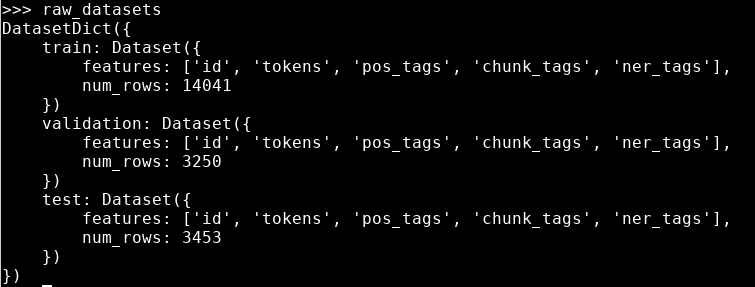 >>> raw_datasets
DatasetDict({
    train: Dataset({
        features: ['id', 'tokens', 'pos_tags', 'chunk_tags', 'ner_tags'],
        num_rows: 14041
    })
    validation: Dataset({
        features: ['id', 'tokens', 'pos_tags', 'chunk_tags', 'ner_tags'],
        num_rows: 3250
    })
    test: Dataset({
        features: ['id', 'tokens', 'pos_tags', 'chunk_tags', 'ner_tags'],
        num_rows: 3453
    })
})